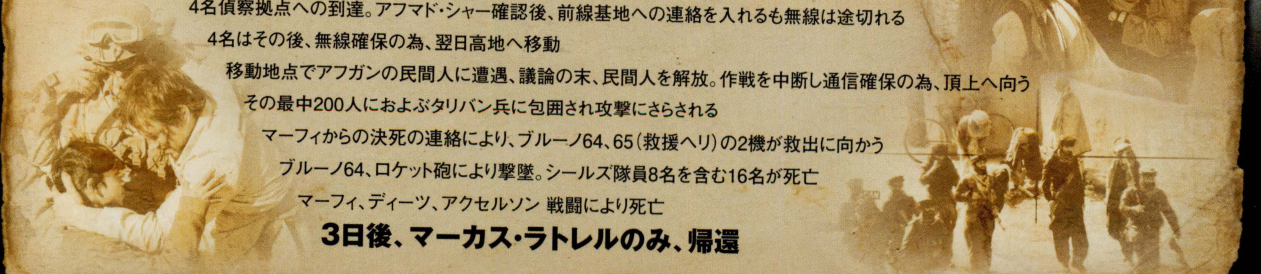 4名偵察拠点への到達。アフマド・シャー確認後、前線基地への連絡を入れるも無線は途切れる
4名はその後、無線確保の為、翌日高地へ移動
移動地点でアフガンの民間人に遭遇、議論の末、民間人を解放。作戦を中断し通信確保の為、頂上へ向う
その最中200人におよぶタリバン兵に包囲され攻撃にさらされる
マーフィからの決死の連絡により、ブルーノ64、65（救援ヘリ）の2機が救出に向かう
ブルーノ64、ロケット砲により撃墜。シールズ隊員8名を含む16名が死亡
マーフィ、ディーツ、アクセルソン 戦闘により死亡
3日後、マーカス・ラトレルのみ、帰還